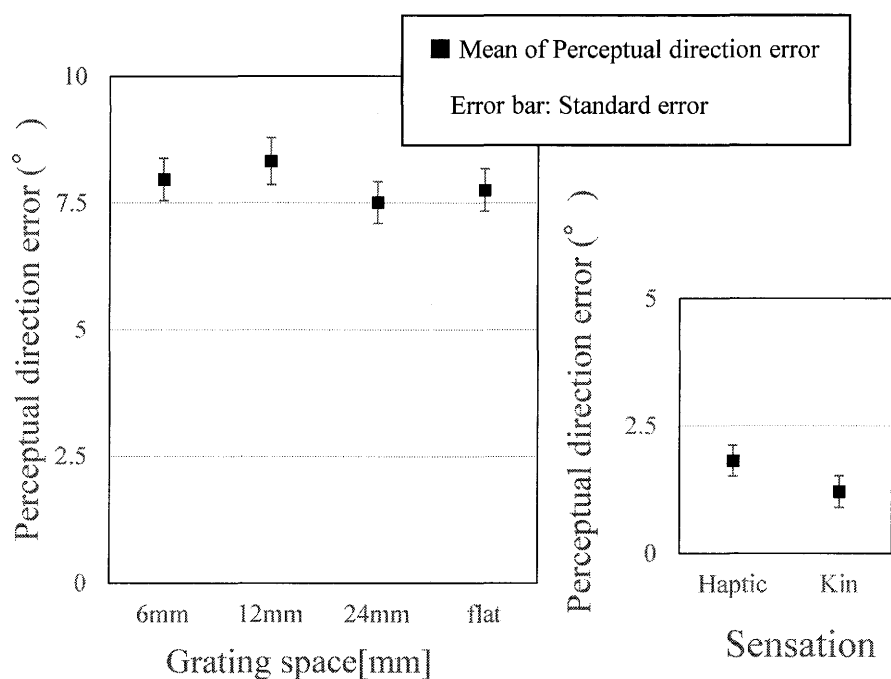 ■ Mean of Perceptual direction error
Error bar: Standard error
Perceptual direction error (° )
10
7.5
5
2.5
0
6mm 12mm 24mm flat
Grating space[mm]
Perceptual direction error (° )
5
2.5
0
Haptic Kin
Sensation